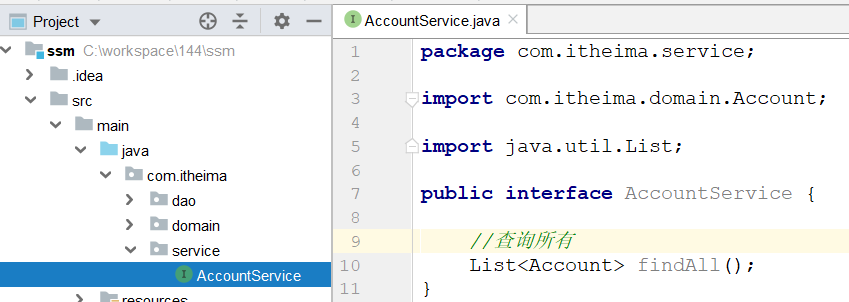 Project
ssm C:\workspace\144\ssm
.idea
src
main
java
com.itheima
dao
domain
service
I AccountService
resources
I AccountService.java
1 package com.itheima.service;
2
3 import com.itheima.domain.Account;
4
5 import java.util.List;
6
7 public interface AccountService {
8
9 //查询所有
10 List<Account> findAll();
11 }